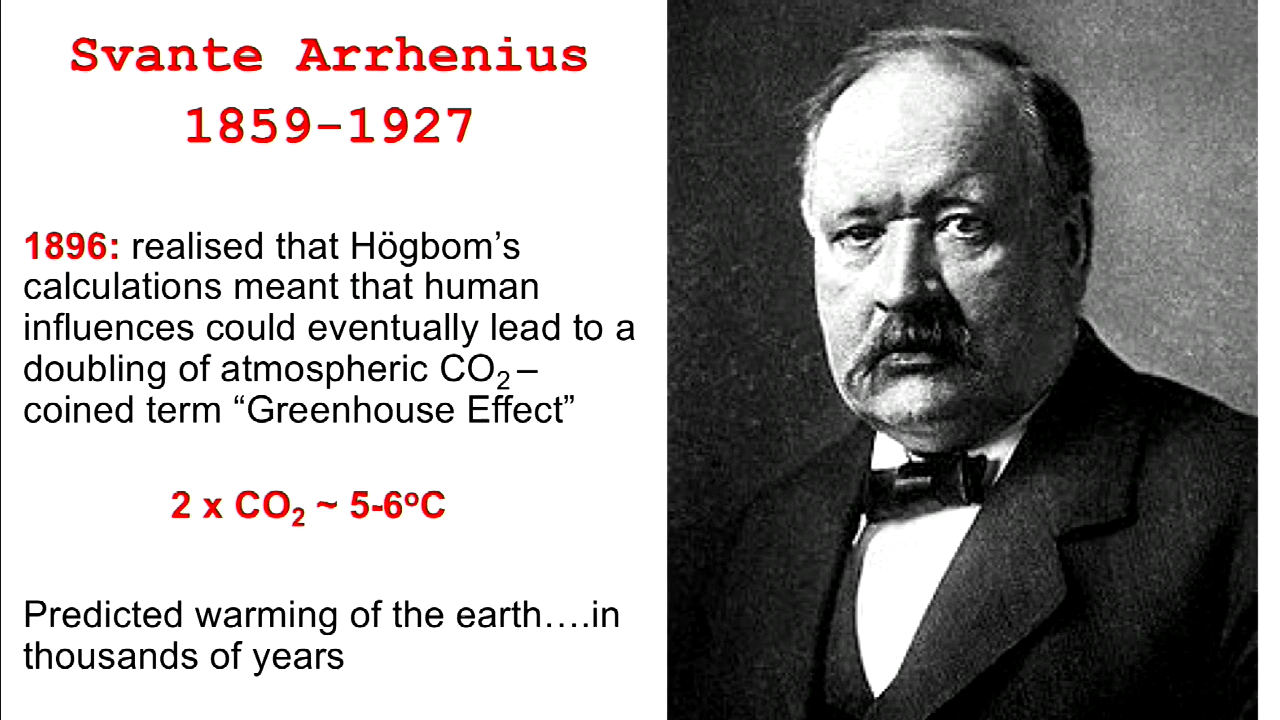 Svante Arrhenius
1859-1927
1896: realised that Högbom’s
calculations meant that human
influences could eventually lead to a
doubling of atmospheric CO₂ –
coined term “Greenhouse Effect”
2 x CO₂ ~ 5-6ºC
Predicted warming of the earth….in
thousands of years